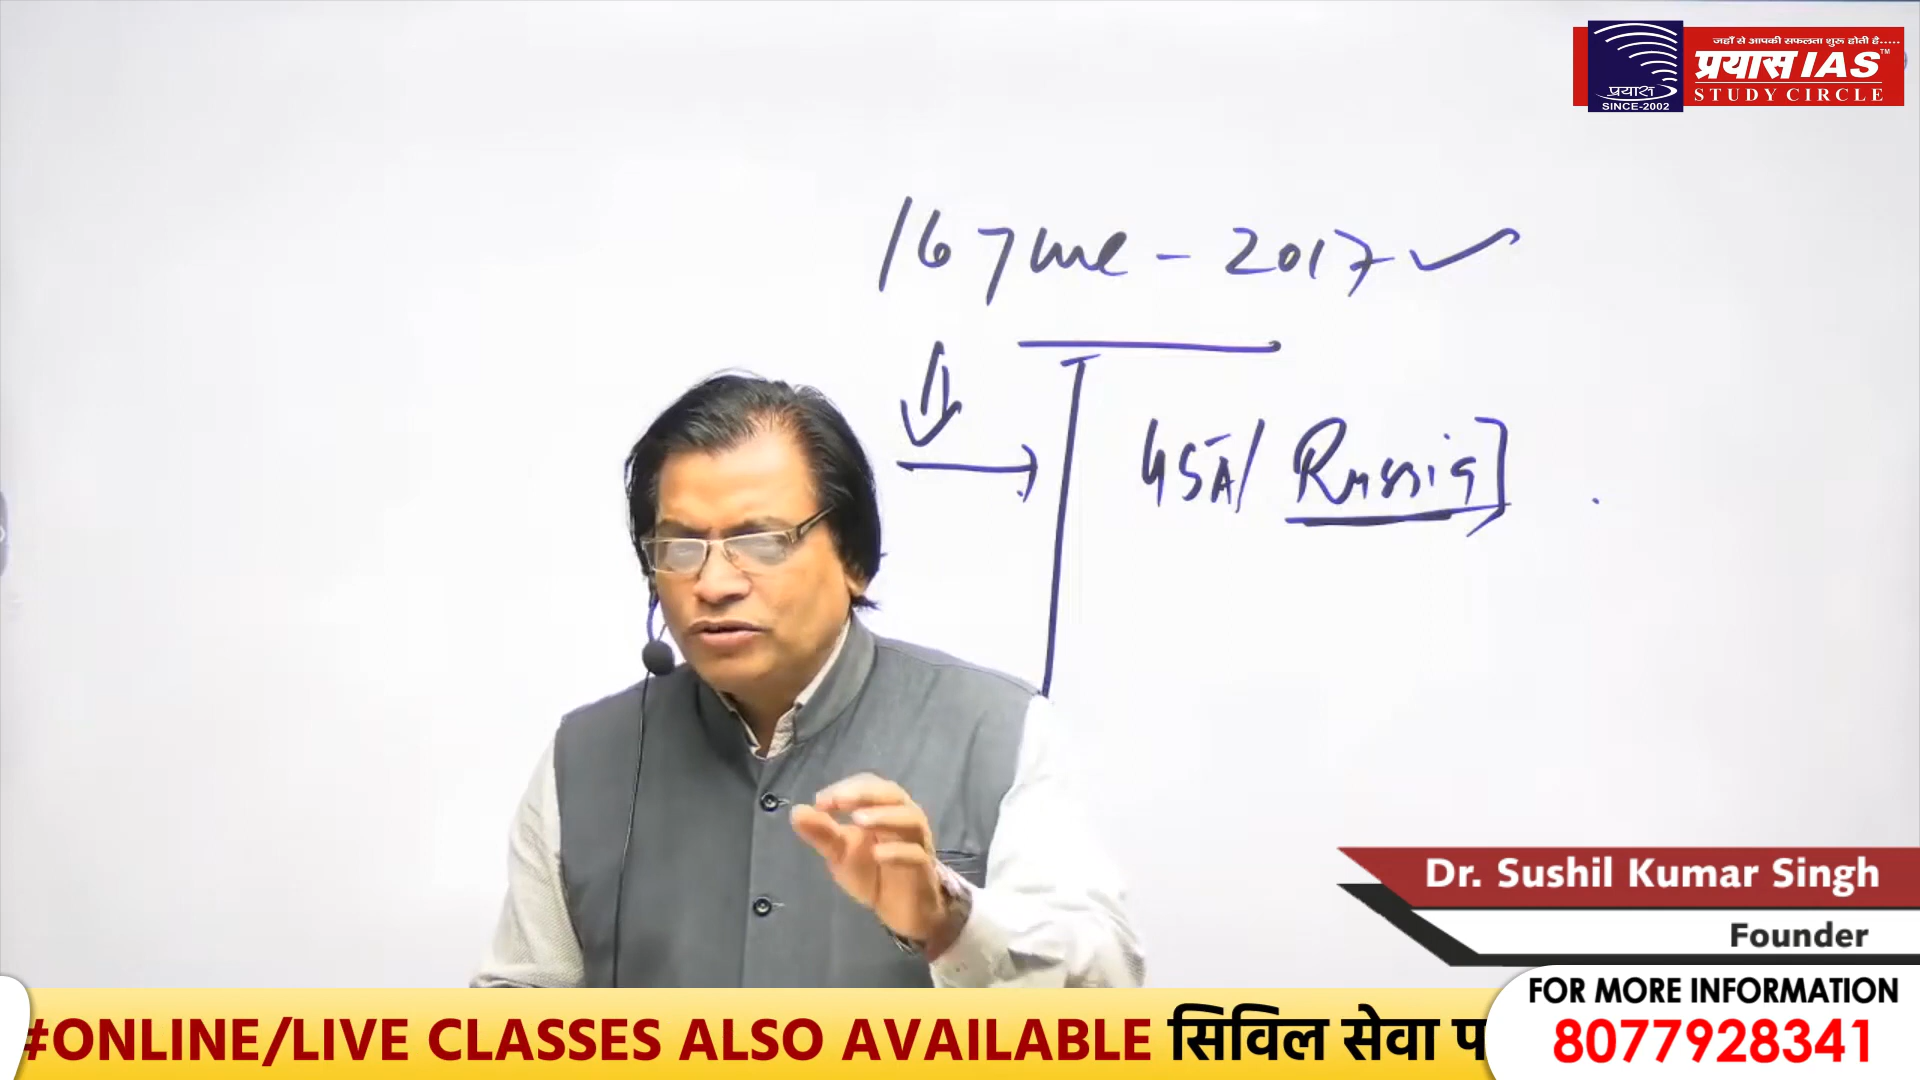 जहाँ से आपकी सफलता शुरू होती है.....
प्रयास IAS™
STUDY CIRCLE
प्रयास
SINCE-2002
16 June - 2017
USA/ Russia]
Dr. Sushil Kumar Singh
Founder
FOR MORE INFORMATION
8077928341
#ONLINE/LIVE CLASSES ALSO AVAILABLE सिविल सेवा प